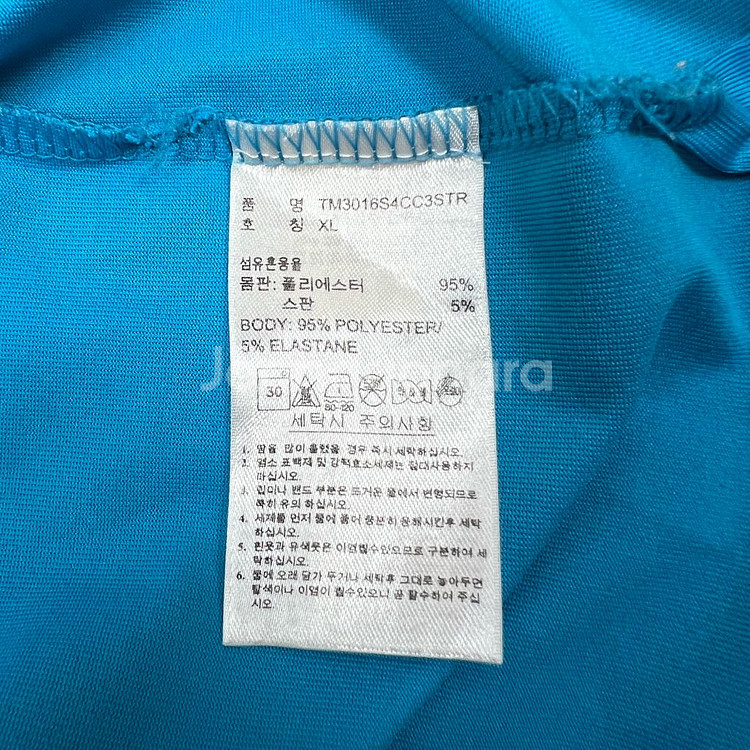 품 명 TM3016S4CC3STR
호 칭 XL
섬유혼용율
몸판: 폴리에스터 95%
스판 5%
BODY: 95% POLYESTER/
5% ELASTANE
30
80-120
세탁시 주의사항
1. 땀을 많이 흘렸을 경우 즉시 세탁하십시오.
2. 염소 표백제 및 강력효소세제는 절대사용하지
마십시오.
3. 깃이나 밴드 부분은 뜨거운 물에서 변형되므로
특히 유의 하십시오.
4. 세제를 먼저 물에 풀어 충분히 용해시킨후 세탁
하십시오.
5. 흰옷과 유색옷은 이염될수있으므로 구분하여 세
탁하십시오.
6. 물에 오래 담가 두거나 세탁후 그대로 놓아두면
탈색이나 이염이 될수있으니 곧 탈수하여 주십
시오.